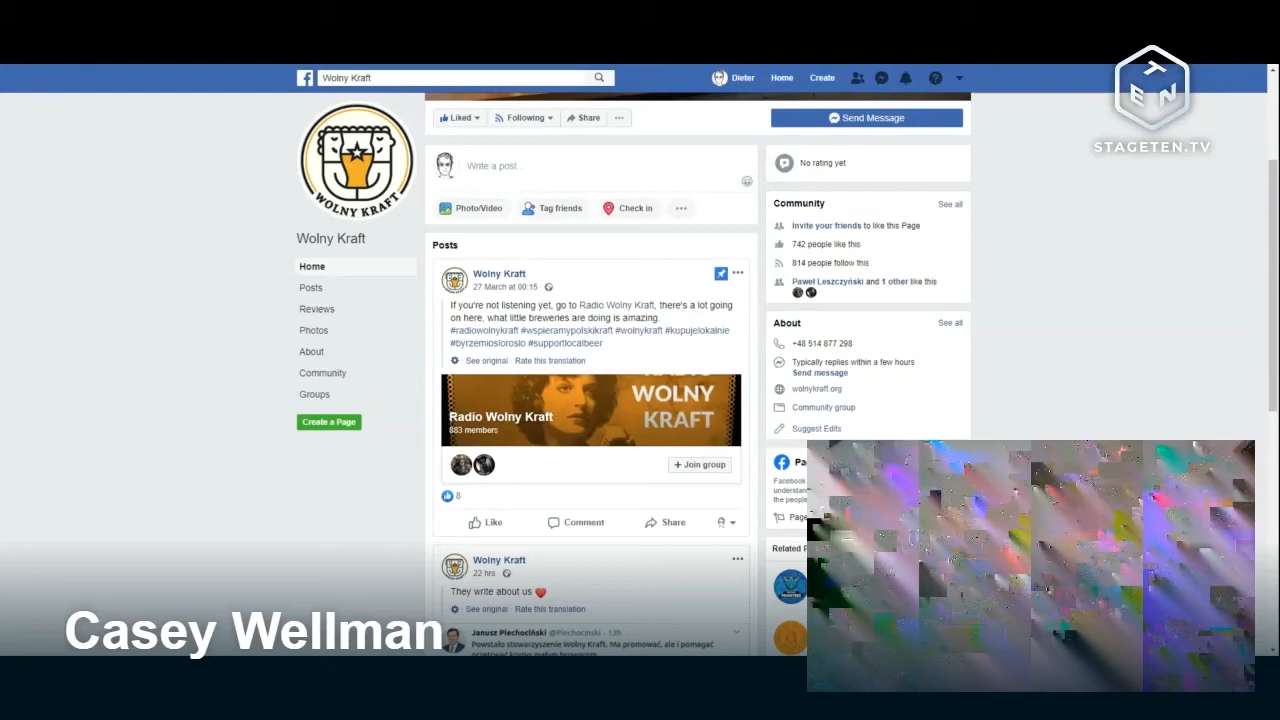 Wolny Kraft
Dieter
Home
Create
TEN
STAGETEN.TV
WOLNY KRAFT
Wolny Kraft
Home
Posts
Reviews
Photos
About
Community
Groups
Create a Page
Liked
Following
Share
Send Message
Write a post...
Photo/Video
Tag friends
Check in
Posts
Wolny Kraft
27 March at 00:15
If you're not listening yet, go to Radio Wolny Kraft, there's a lot going
on here, what little breweries are doing is amazing.
#radiowolnykraft #wspieramypolskikraft #wolnykraft #kupujelokalnie
#byrzemiosloroslo #supportlocalbeer
See original Rate this translation
WOLNY
KRAFT
Radio Wolny Kraft
883 members
+ Join group
8
Like
Comment
Share
Wolny Kraft
22 hrs
They write about us
See original Rate this translation
Janusz Piechociński @Piechocinski · 13h
Powstało stowarzyszenie Wolny Kraft. Ma promować, ale i pomagać
No rating yet
Community
See all
Invite your friends to like this Page
742 people like this
814 people follow this
Paweł Leszczyński and 1 other like this
About
See all
+48 514 877 298
Typically replies within a few hours
Send message
wolnykraft.org
Community group
Suggest Edits
Facebook
understand
the people
Page
Related P
Casey Wellman